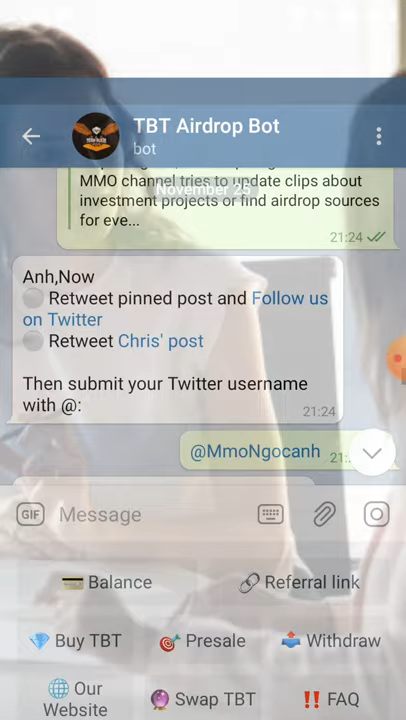 TBT Airdrop Bot
bot
MMO channel tries to update clips about
November 25
investment projects or find airdrop sources
for eve...
21:24
Anh,Now
Retweet pinned post and Follow us
on Twitter
Retweet Chris' post
Then submit your Twitter username
with @:
21:24
@MmoNgocanh
21:
GIF Message
Balance
Referral link
Buy TBT
Presale
Withdraw
Our
Website
Swap TBT
FAQ